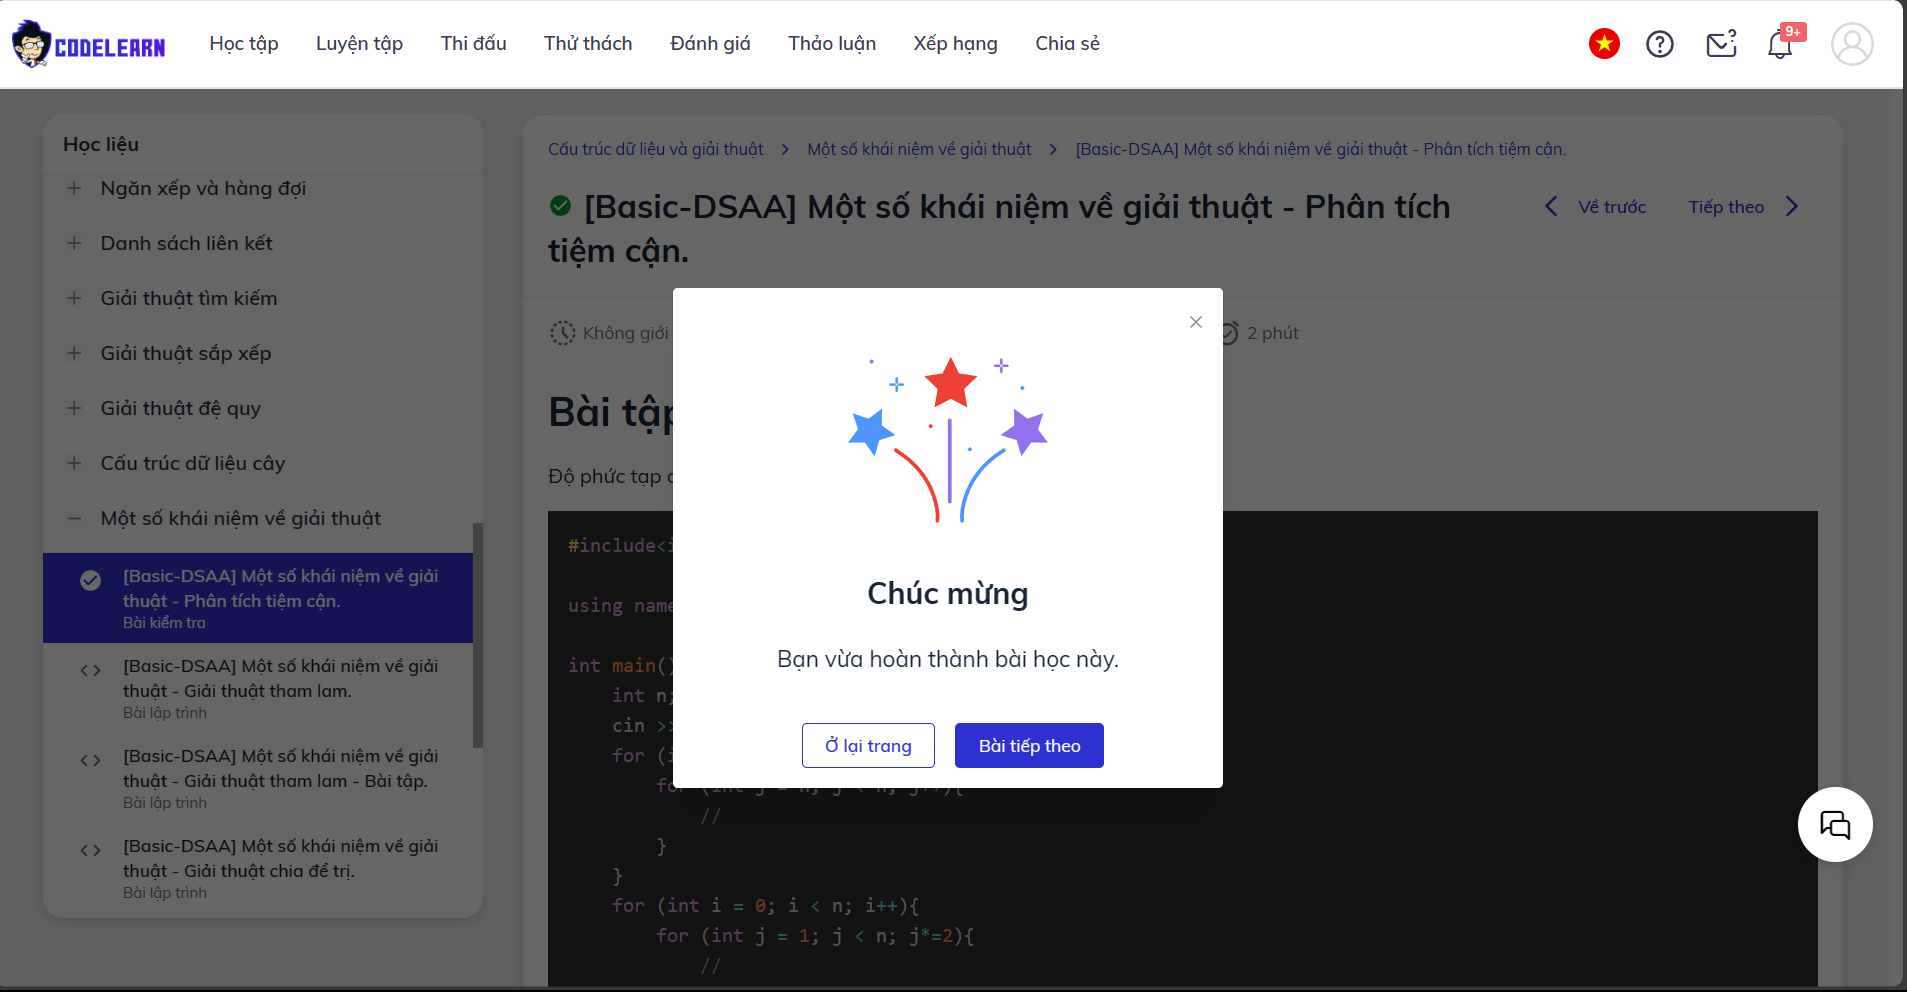 CODELEARN
Học tập
Luyện tập
Thi đấu
Thử thách
Đánh giá
Thảo luận
Xếp hạng
Chia sẻ
9+
Học liệu
Ngăn xếp và hàng đợi
Danh sách liên kết
Giải thuật tìm kiếm
Giải thuật sắp xếp
Giải thuật đệ quy
Cấu trúc dữ liệu cây
Một số khái niệm về giải thuật
[Basic-DSAA] Một số khái niệm về giải
thuật - Phân tích tiệm cận.
Bài kiểm tra
[Basic-DSAA] Một số khái niệm về giải
thuật - Giải thuật tham lam.
Bài lập trình
[Basic-DSAA] Một số khái niệm về giải
thuật - Giải thuật tham lam - Bài tập.
Bài lập trình
[Basic-DSAA] Một số khái niệm về giải
thuật - Giải thuật chia để trị.
Bài lập trình
Cấu trúc dữ liệu và giải thuật > Một số khái niệm về giải thuật > [Basic-DSAA] Một số khái niệm về giải thuật - Phân tích tiệm cận.
[Basic-DSAA] Một số khái niệm về giải thuật - Phân tích
tiệm cận.
Về trước
Tiếp theo
Không giới
2 phút
Bài tập
Độ phức tạp
#include<i
using name
int main()
int n;
cin >>
for (i
for (int j = n; j < n; j++){
//
}
}
for (int i = 0; i < n; i++){
for (int j = 1; j < n; j*=2){
//
Chúc mừng
Bạn vừa hoàn thành bài học này.
Ở lại trang
Bài tiếp theo